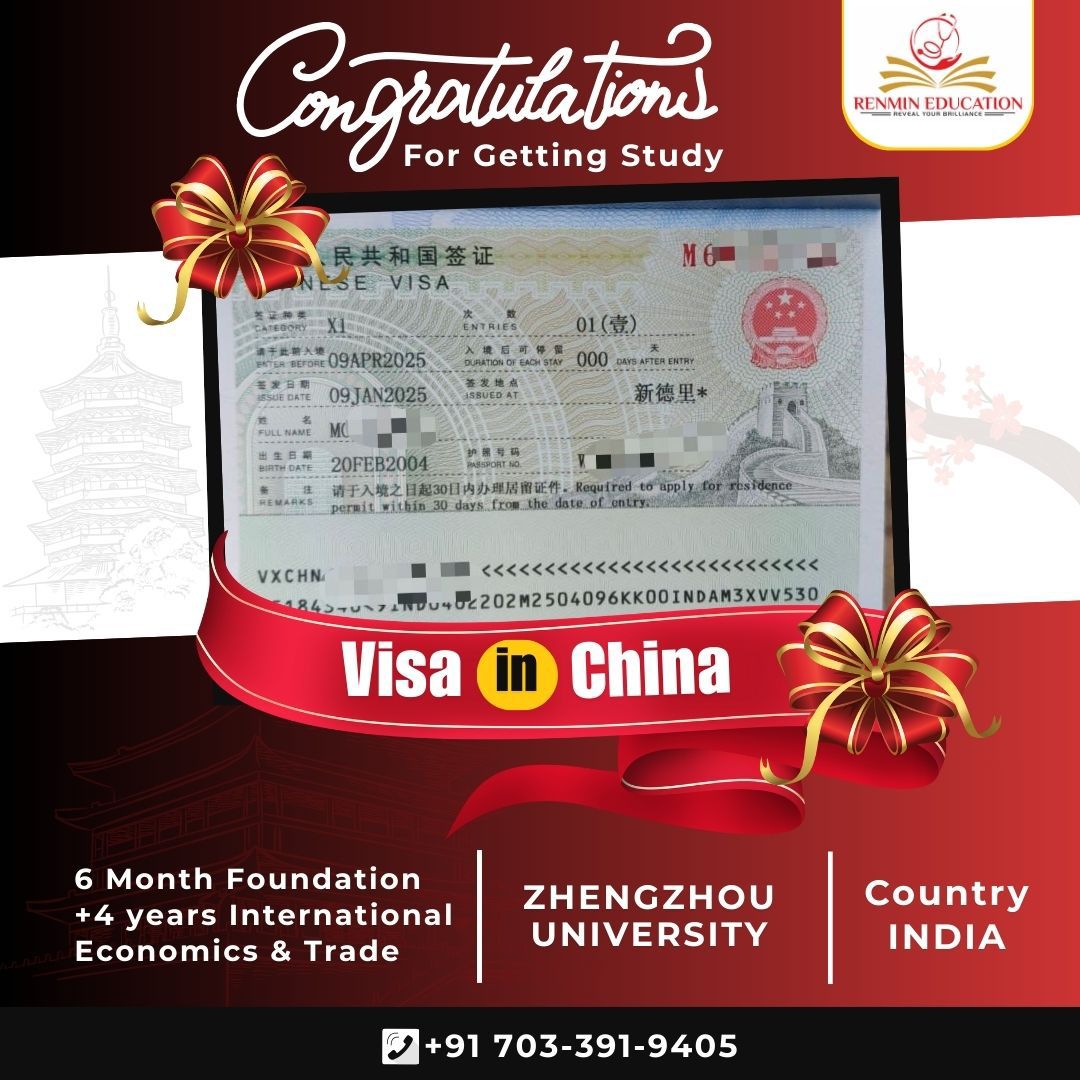 Congratulations
For Getting Study
RENMIN EDUCATION
REVEAL YOUR BRILLIANCE
民共和国签证
M6
NESE VISA
签证种类 CATEGORY X1 次数 ENTRIES 01(壹)
请于此前入境 ENTER BEFORE 09APR2025 入境后可停留 DURATION OF EACH STAY 000 天 DAYS AFTER ENTRY
签发日期 ISSUE DATE 09JAN2025 签发地点 ISSUED AT 新德里*
姓名 FULL NAME
出生日期 BIRTH DATE 20FEB2004 护照号码 PASSPORT NO.
备注 REMARKS 请于入境之日起30日内办理居留证件。Required to apply for residence
permit within 30 days from the date of entry.
VXCHN <<<<<<<<<<<<<<<<<<<<<<<<<<<<
2202M2504096KK00INDAM3XVV530
Visa in China
6 Month Foundation
+4 years International
Economics & Trade
ZHENGZHOU
UNIVERSITY
Country
INDIA
+91 703-391-9405